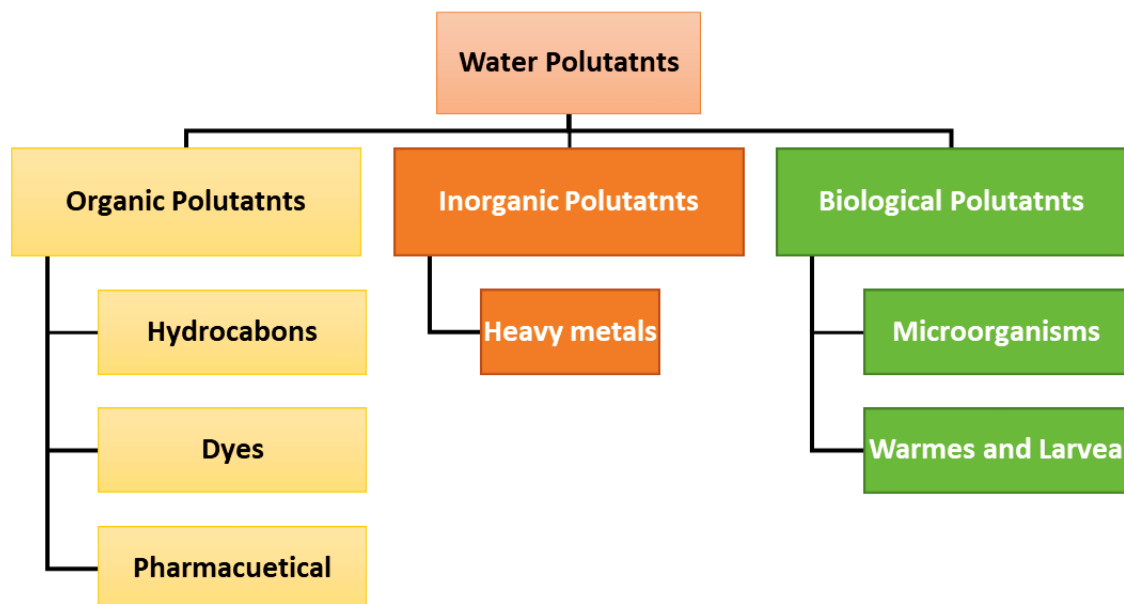 Water Polutatnts
Organic Polutatnts
Inorganic Polutatnts
Biological Polutatnts
Hydrocabons
Heavy metals
Microorganisms
Dyes
Warmes and Larvea
Pharmacuetical